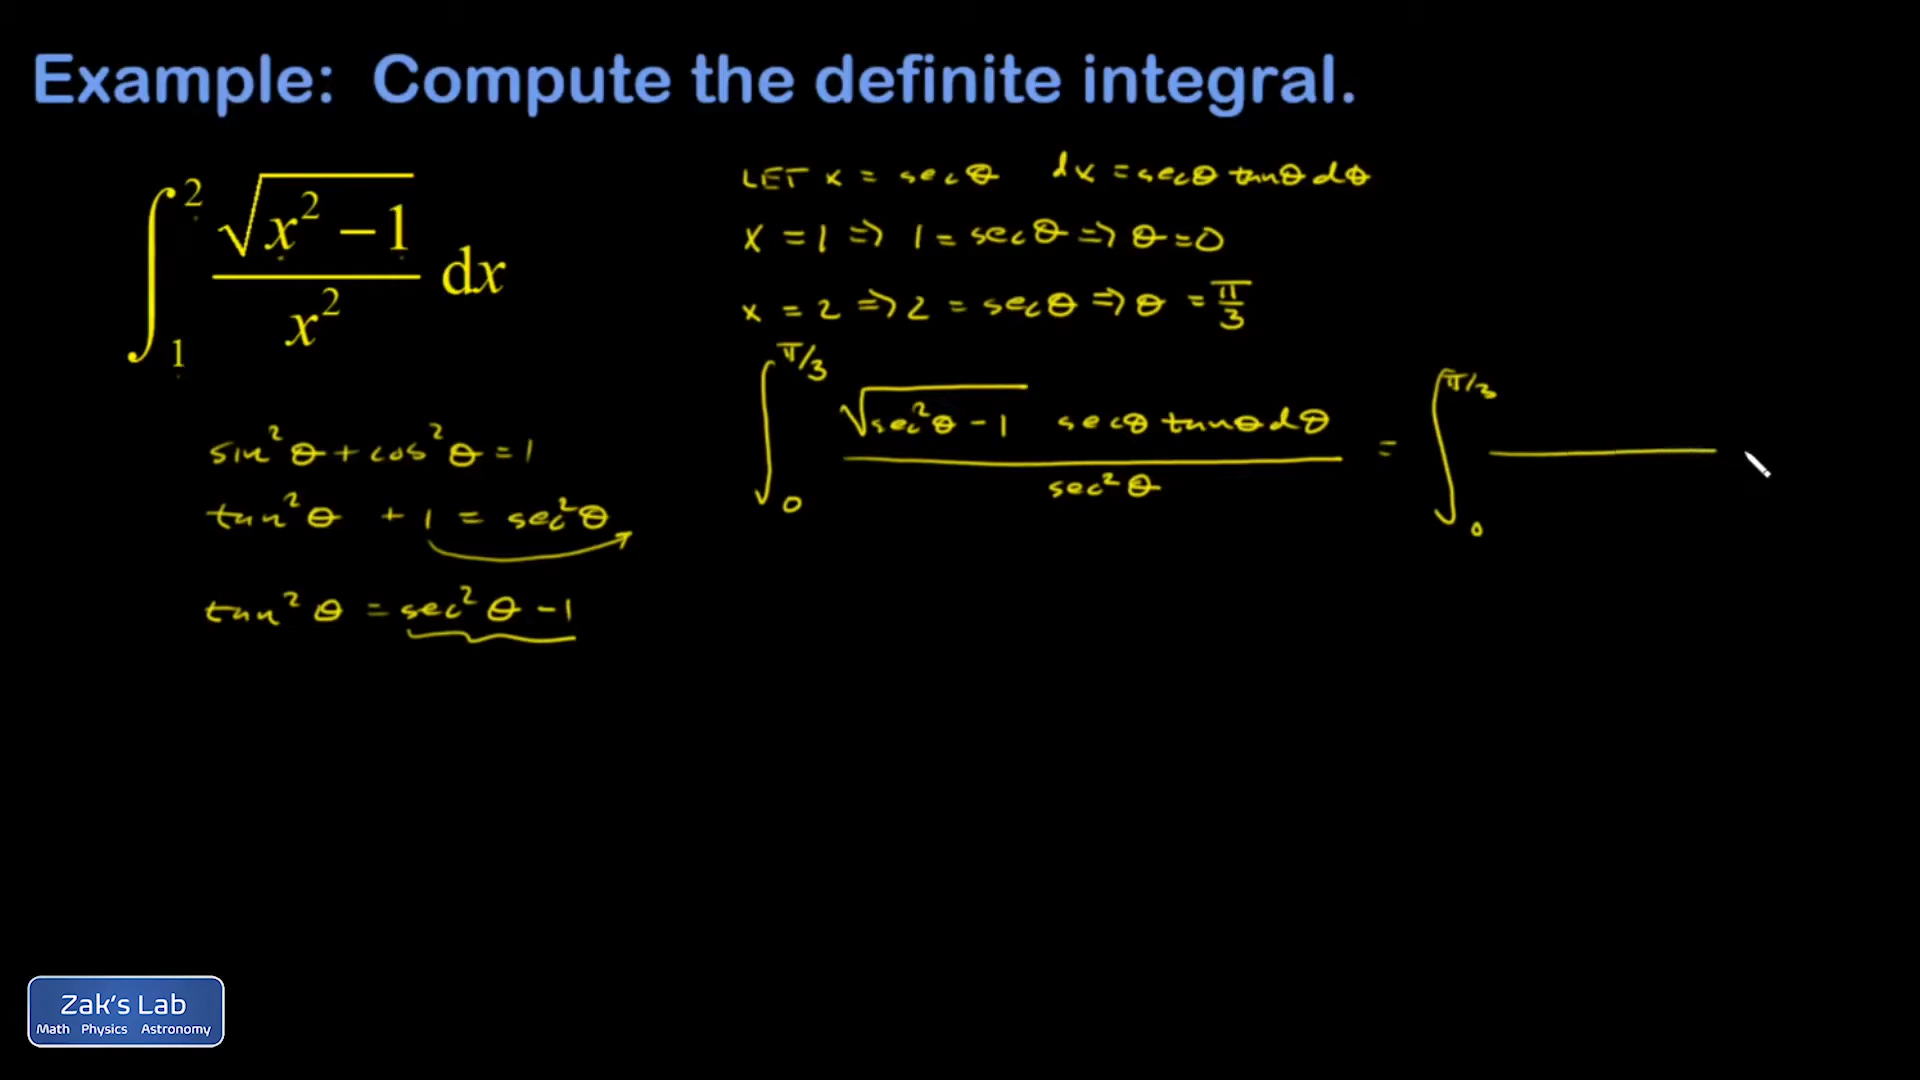 Example: Compute the definite integral.
∫₁² √(x² − 1) / x² dx
LET x = secθ dx = secθ tanθ dθ
x = 1 ⇒ 1 = secθ ⇒ θ = 0
x = 2 ⇒ 2 = secθ ⇒ θ = π/3
∫₀^(π/3) √(sec²θ − 1) secθ tanθ dθ / sec²θ = ∫₀^(π/3)
sin²θ + cos²θ = 1
tan²θ + 1 = sec²θ
tan²θ = sec²θ − 1
Zak's Lab
Math Physics Astronomy